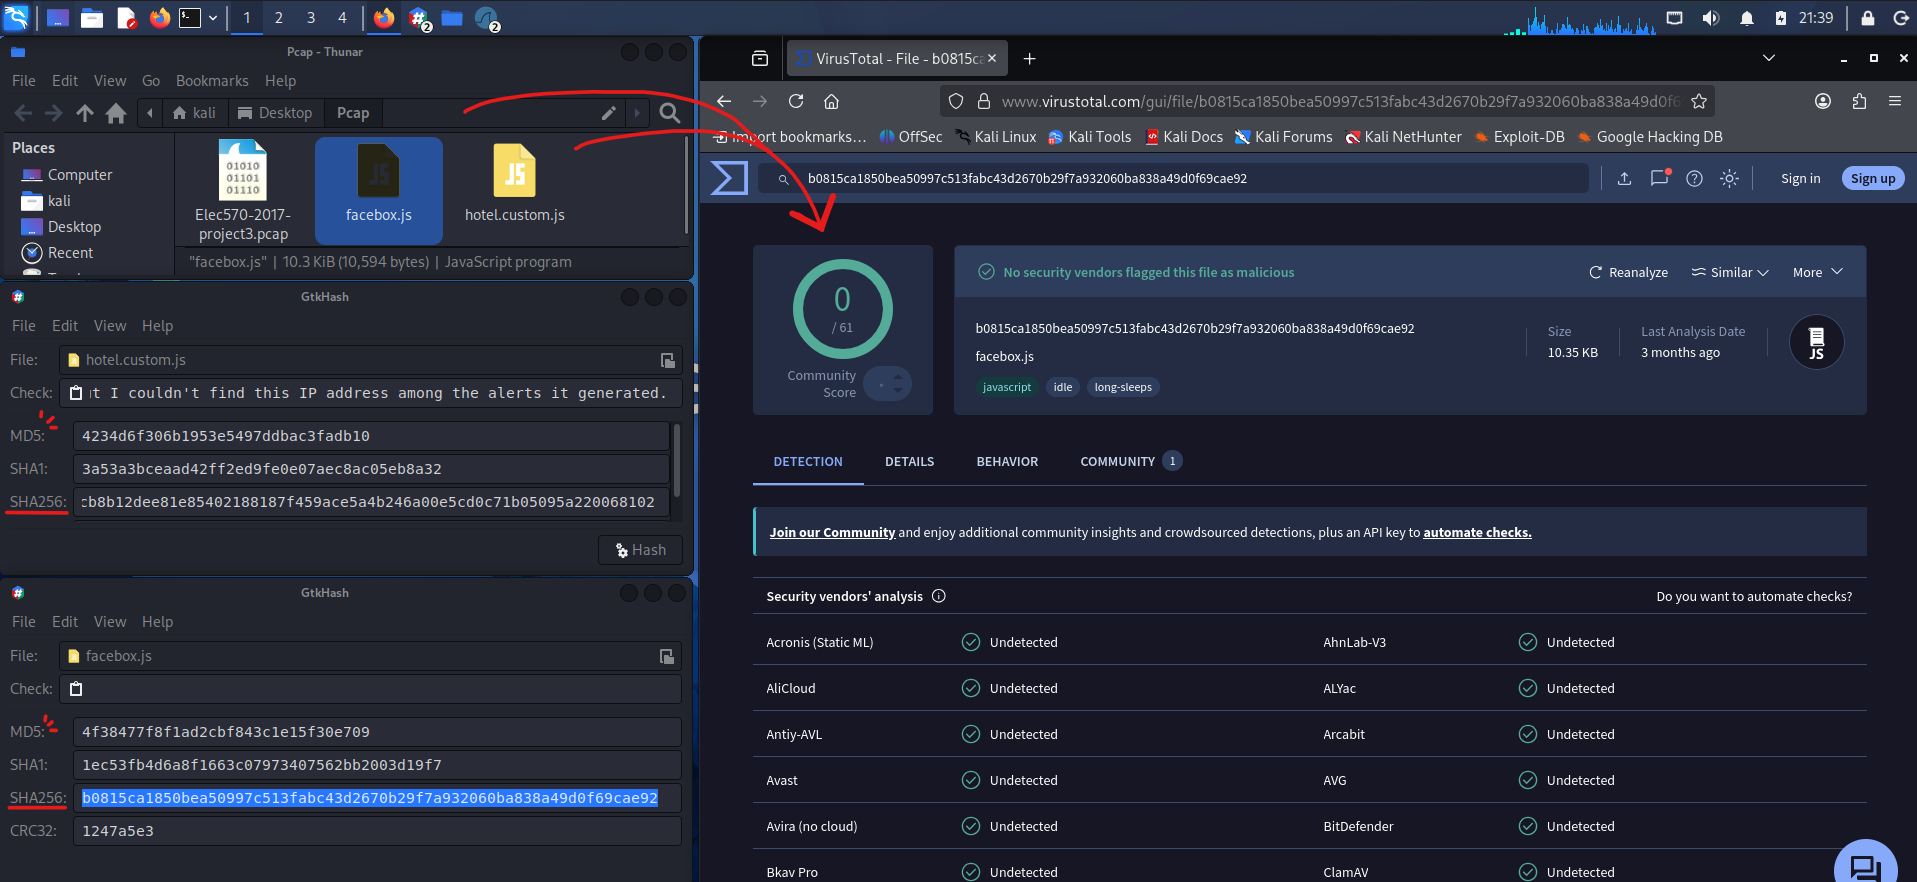 1 2 3 4
2
2
21:39
Pcap - Thunar
File Edit View Go Bookmarks Help
kali Desktop Pcap
Places
Computer
kali
Desktop
Recent
01010
01101
01110
Elec570-2017-
project3.pcap
JS
facebox.js
JS
hotel.custom.js
"facebox.js" | 10.3 KiB (10,594 bytes) | JavaScript program
GtkHash
File Edit View Help
File: hotel.custom.js
Check: ut I couldn't find this IP address among the alerts it generated.
MD5: 4234d6f306b1953e5497ddbac3fadb10
SHA1: 3a53a3bceaad42ff2ed9fe0e07aec8ac05eb8a32
SHA256: cb8b12dee81e85402188187f459ace5a4b246a00e5cd0c71b05095a220068102
Hash
GtkHash
File Edit View Help
File: facebox.js
Check:
MD5: 4f38477f8f1ad2cbf843c1e15f30e709
SHA1: 1ec53fb4d6a8f1663c07973407562bb2003d19f7
SHA256: b0815ca1850bea50997c513fabc43d2670b29f7a932060ba838a49d0f69cae92
CRC32: 1247a5e3
VirusTotal - File - b0815ca
www.virustotal.com/gui/file/b0815ca1850bea50997c513fabc43d2670b29f7a932060ba838a49d0f6
Import bookmarks... OffSec Kali Linux Kali Tools Kali Docs Kali Forums Kali NetHunter Exploit-DB Google Hacking DB
b0815ca1850bea50997c513fabc43d2670b29f7a932060ba838a49d0f69cae92
Sign in Sign up
0
/ 61
Community
Score
No security vendors flagged this file as malicious
Reanalyze Similar More
b0815ca1850bea50997c513fabc43d2670b29f7a932060ba838a49d0f69cae92
facebox.js
javascript idle long-sleeps
Size
10.35 KB
Last Analysis Date
3 months ago
JS
DETECTION DETAILS BEHAVIOR COMMUNITY 1
Join our Community and enjoy additional community insights and crowdsourced detections, plus an API key to automate checks.
Security vendors' analysis Do you want to automate checks?
Acronis (Static ML) Undetected AhnLab-V3 Undetected
AliCloud Undetected ALYac Undetected
Antiy-AVL Undetected Arcabit Undetected
Avast Undetected AVG Undetected
Avira (no cloud) Undetected BitDefender Undetected
Bkav Pro Undetected ClamAV Undetected